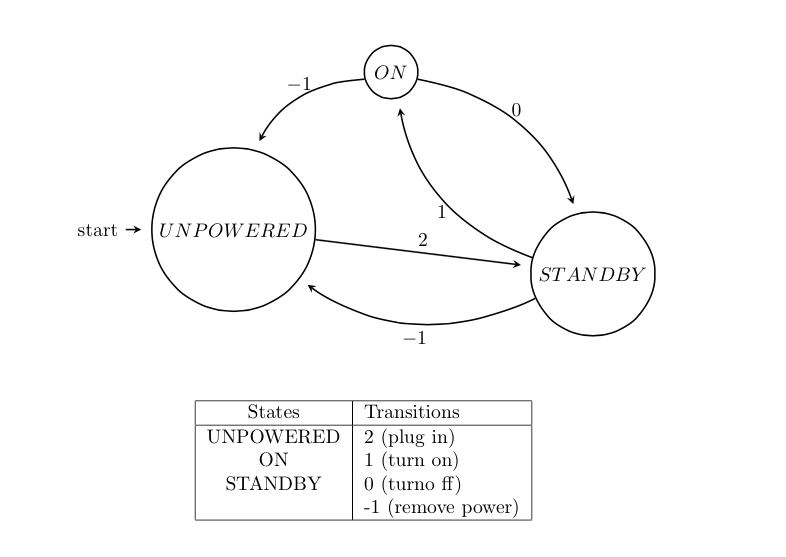 ON
−1
0
start
UNPOWERED
1
2
STANDBY
−1
States Transitions
UNPOWERED 2 (plug in)
ON 1 (turn on)
STANDBY 0 (turno ff)
-1 (remove power)